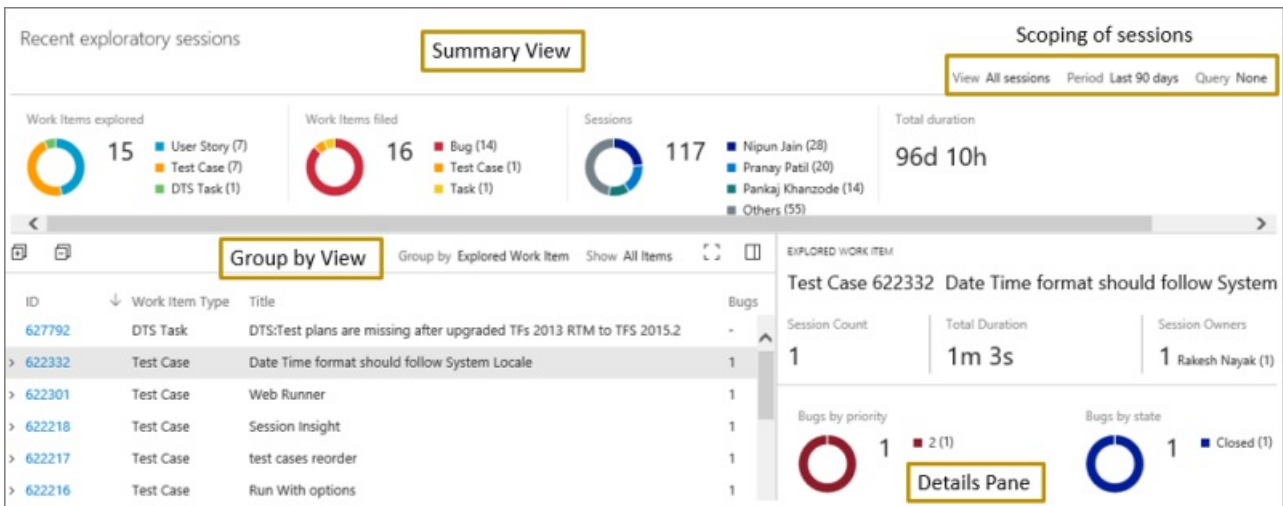 Recent exploratory sessions
Summary View
Scoping of sessions
View All sessions Period Last 90 days Query None
Work Items explored
15
User Story (7)
Test Case (7)
DTS Task (1)
Work Items filed
16
Bug (14)
Test Case (1)
Task (1)
Sessions
117
Nipun Jain (28)
Pranay Patil (20)
Pankaj Khanzode (14)
Others (55)
Total duration
96d 10h
Group by View
Group by Explored Work Item Show All Items
ID Work Item Type Title Bugs
627792 DTS Task DTS:Test plans are missing after upgraded TFs 2013 RTM to TFS 2015.2 -
622332 Test Case Date Time format should follow System Locale 1
622301 Test Case Web Runner 1
622218 Test Case Session Insight 1
622217 Test Case test cases reorder 1
622216 Test Case Run With options 1
EXPLORED WORK ITEM
Test Case 622332 Date Time format should follow System
Session Count
1
Total Duration
1m 3s
Session Owners
1 Rakesh Nayak (1)
Bugs by priority
1
2 (1)
Bugs by state
1
Closed (1)
Details Pane